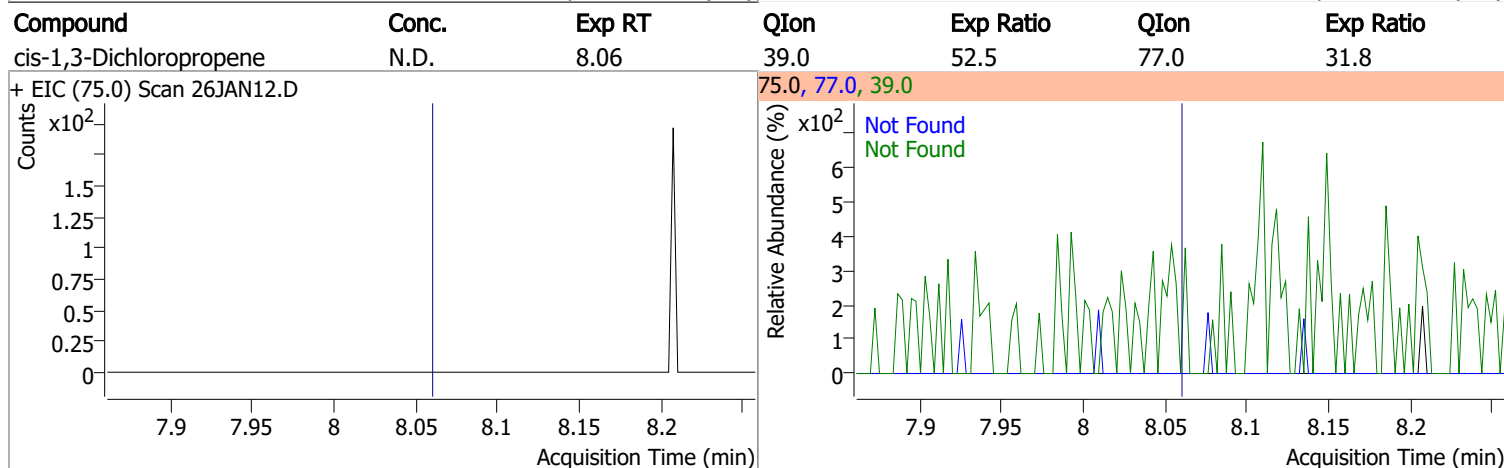 Compound Conc. Exp RT QIon Exp Ratio QIon Exp Ratio
cis-1,3-Dichloropropene N.D. 8.06 39.0 52.5 77.0 31.8
+ EIC (75.0) Scan 26JAN12.D
Counts
x10²
1.5
1.25
1
0.75
0.5
0.25
0
7.9 7.95 8 8.05 8.1 8.15 8.2
Acquisition Time (min)
75.0, 77.0, 39.0
Relative Abundance (%)
x10²
Not Found
Not Found
6
5
4
3
2
1
0
7.9 7.95 8 8.05 8.1 8.15 8.2
Acquisition Time (min)